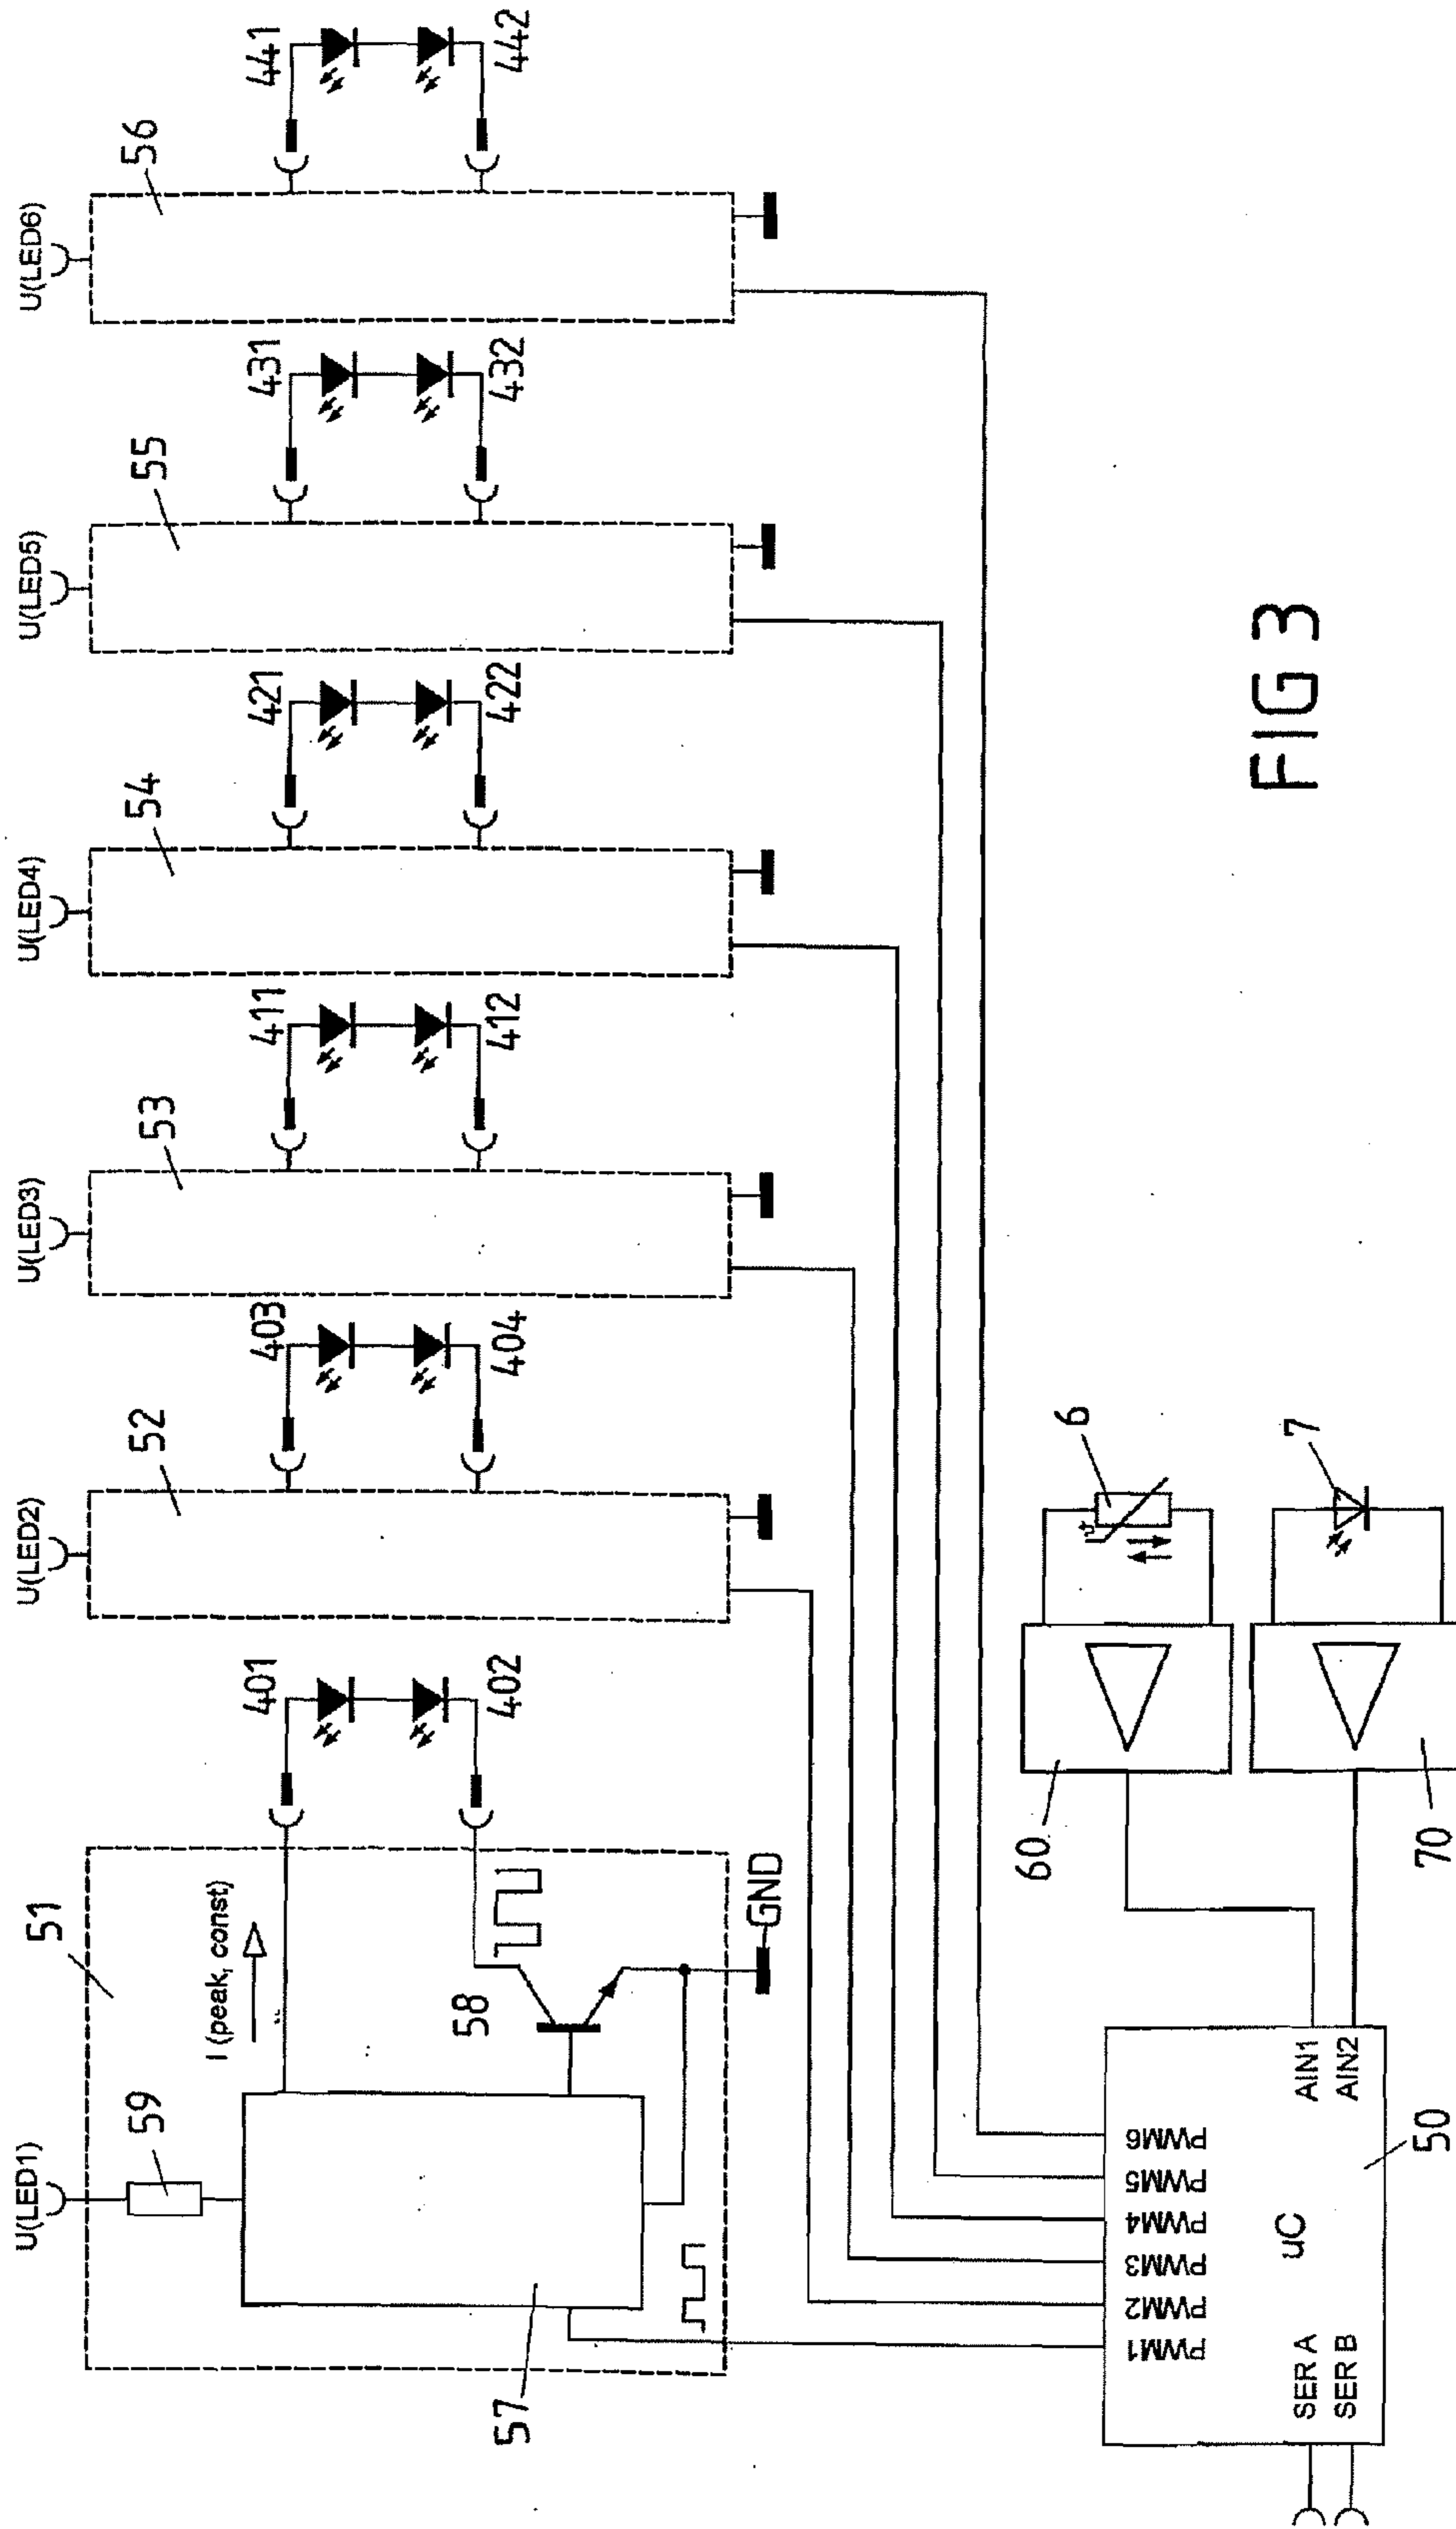 U(LED1)
U(LED2)
U(LED3)
U(LED4)
U(LED5)
U(LED6)
51
52
53
54
55
56
59
I (peak, const)
401
402
403
404
411
412
421
422
431
432
441
442
57
58
GND
PWM1
PWM2
PWM3
PWM4
PWM5
PWM6
uC
SER A
SER B
AIN1
AIN2
50
60
6
70
7
FIG 3